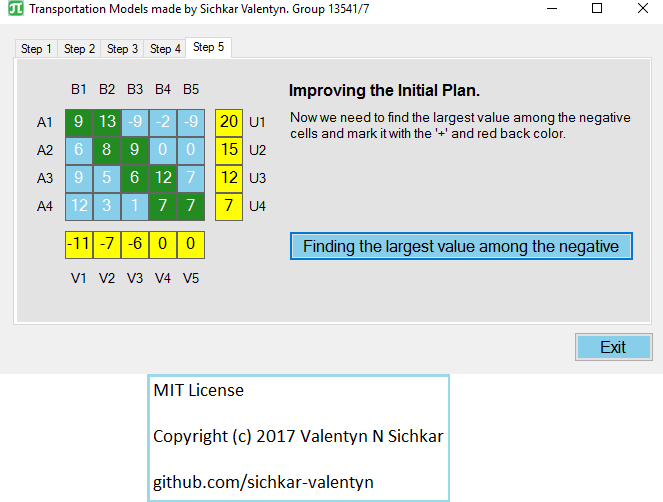 Transportation Models made by Sichkar Valentyn. Group 13541/7
Step 1 Step 2 Step 3 Step 4 Step 5
B1 B2 B3 B4 B5
A1 9 13 -9 -2 -9 20 U1
A2 6 8 9 0 0 15 U2
A3 9 5 6 12 7 12 U3
A4 12 3 1 7 7 7 U4
-11 -7 -6 0 0
V1 V2 V3 V4 V5
Improving the Initial Plan.
Now we need to find the largest value among the negative
cells and mark it with the '+' and red back color.
Finding the largest value among the negative
Exit
MIT License
Copyright (c) 2017 Valentyn N Sichkar
github.com/sichkar-valentyn